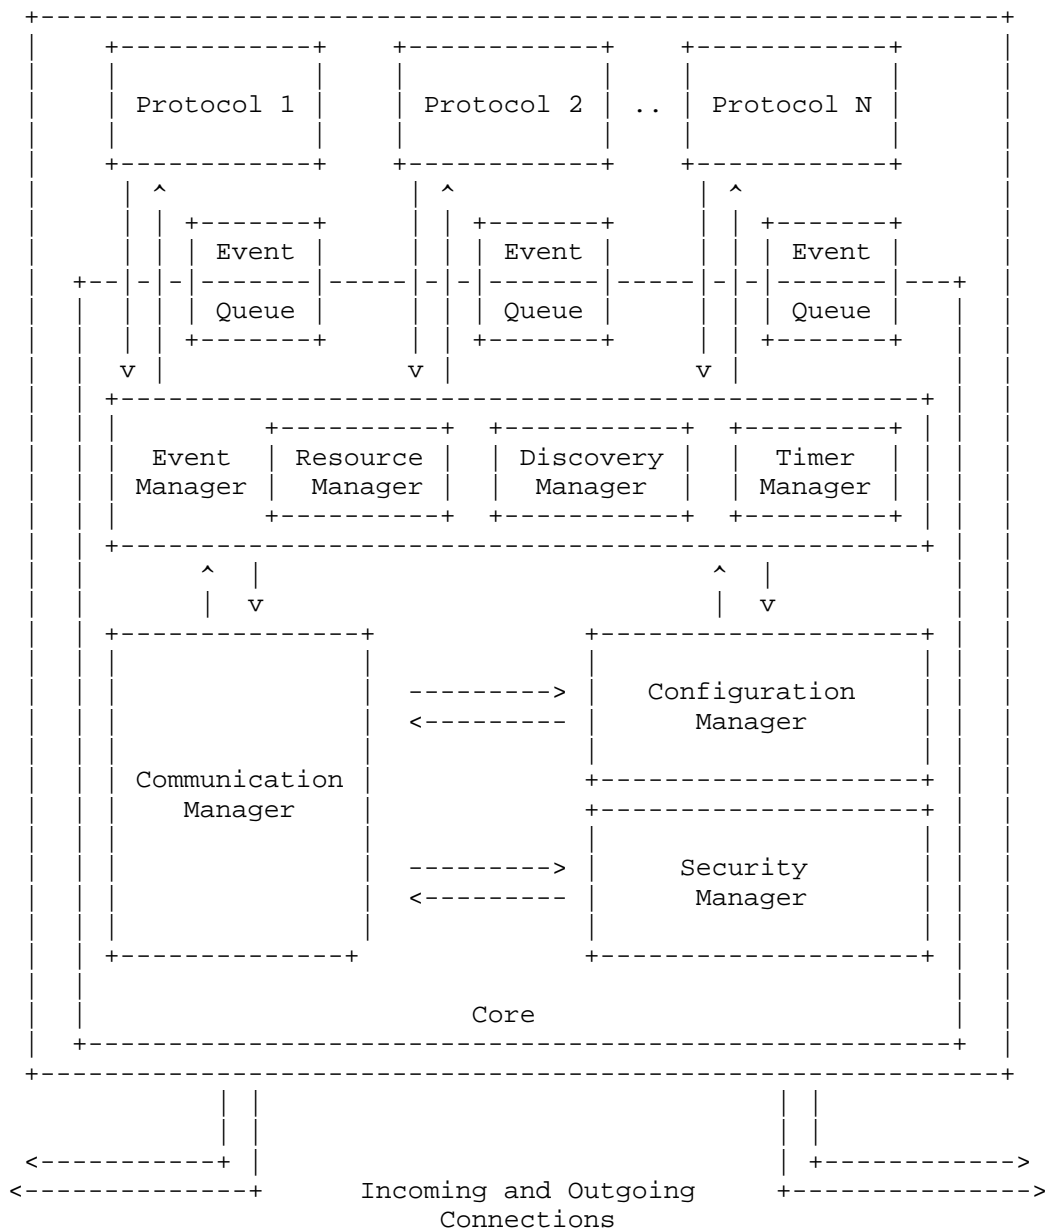 Protocol 1 Protocol 2 .. Protocol N
Event Event Event
Queue Queue Queue
Event Resource Discovery Timer
Manager Manager Manager Manager
Configuration
Manager
Communication
Manager
Security
Manager
Core
Incoming and Outgoing
Connections